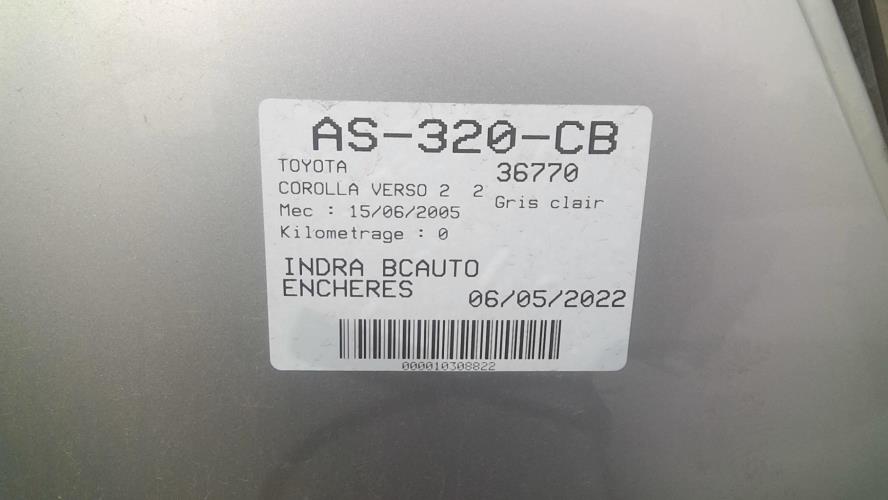 AS-320-CB
TOYOTA 36770
COROLLA VERSO 2 2
Gris clair
Mec : 15/06/2005
Kilometrage : 0
INDRA BCAUTO
ENCHERES 06/05/2022
000010308822